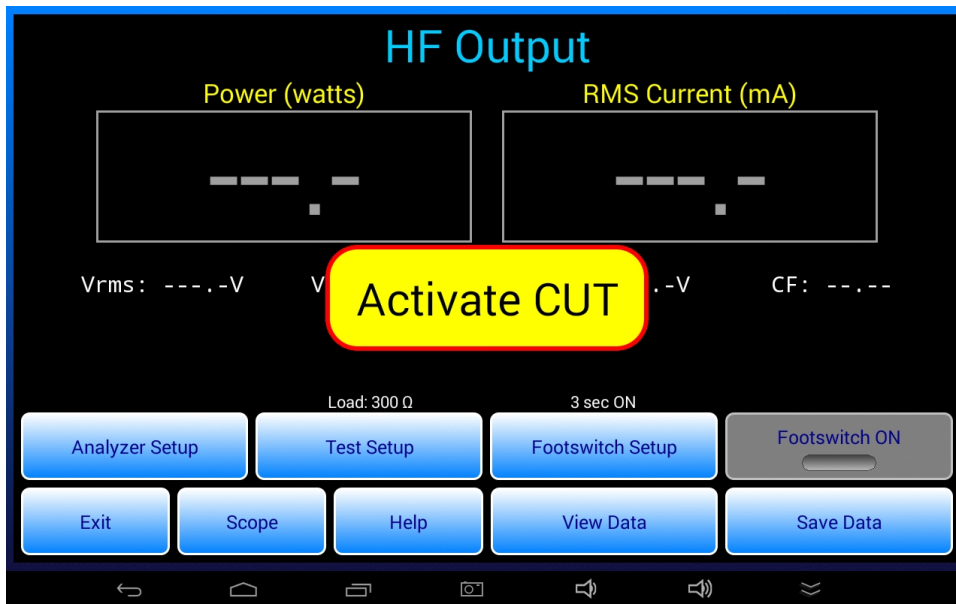 HF Output
Power (watts) RMS Current (mA)
---.- ---.-
Vrms: ---.-V V .-V CF: --.--
Activate CUT
Load: 300 Ω 3 sec ON
Analyzer Setup Test Setup Footswitch Setup Footswitch ON
Exit Scope Help View Data Save Data